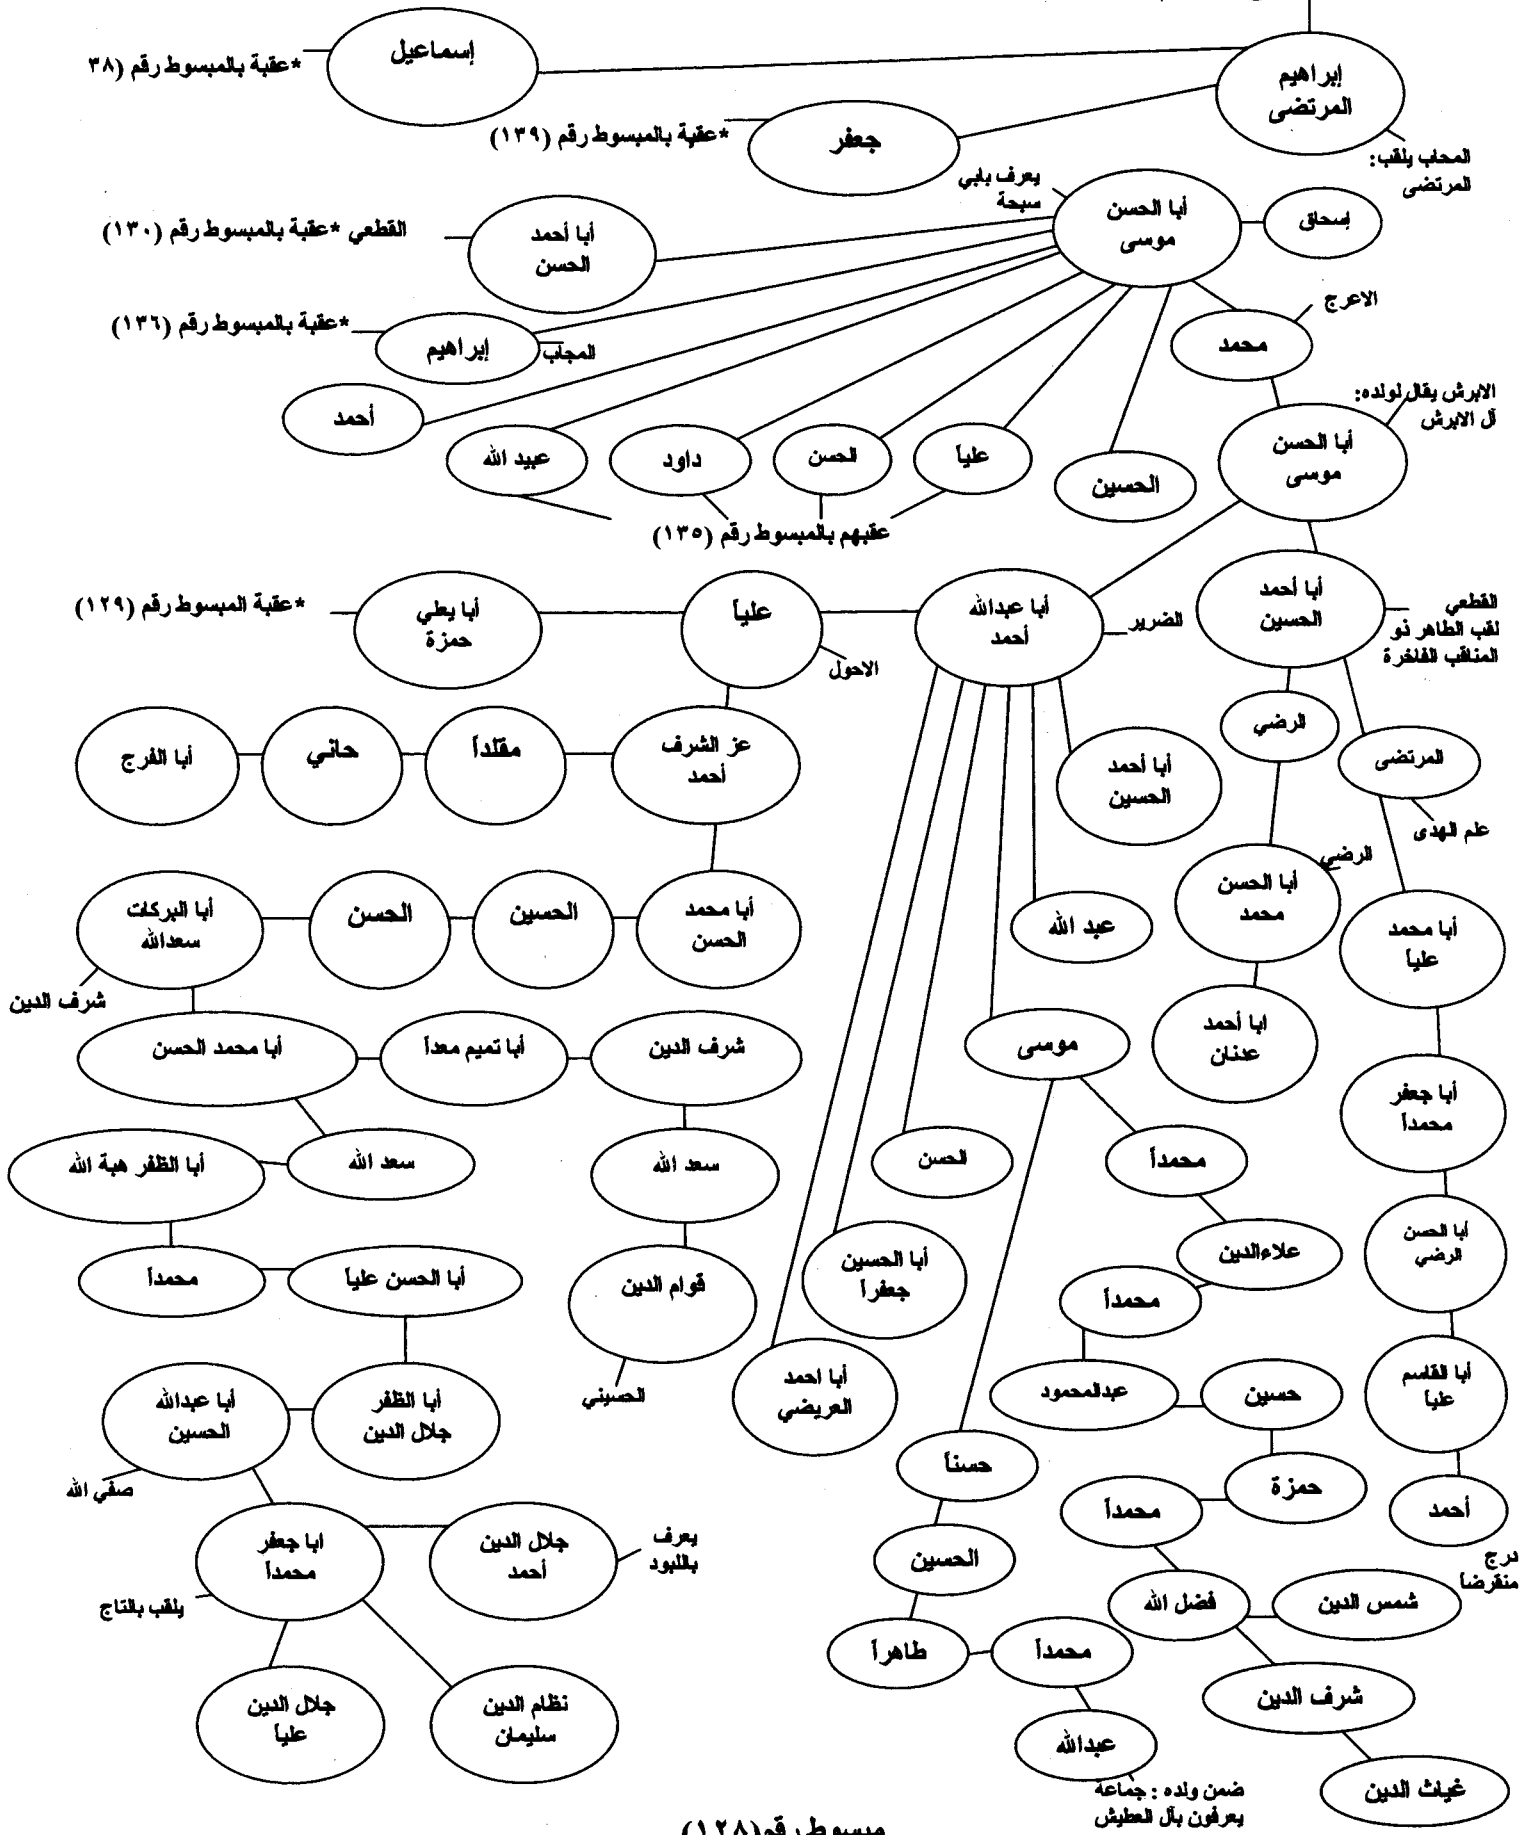 إبراهيم
المرتضى
المحاب يلقب:
المرتضى
إسماعيل
*عقبة بالمبسوط رقم (٣٨
جعفر
*عقبة بالمبسوط رقم (١٣٩)
يعرف بابي
سبحة
أبا الحسن
موسى
إسحاق
أبا أحمد
الحسن
القطعي *عقبة بالمبسوط رقم (١٣٠)
الاعرج
محمد
إبراهيم
المجاب
*عقبة بالمبسوط رقم (١٣٦)
أحمد
عبيد الله
داود
الحسن
علياً
الحسين
عقبهم بالمبسوط رقم (١٣٥)
الابرش يقال لولده:
آل الابرش
أبا الحسن
موسى
أبا أحمد
الحسين
القطعي
لقب الطاهر ذو
المناقب الفاخرة
أبا عبدالله
أحمد
الضرير
علياً
الاحول
أبا يعلي
حمزة
*عقبة المبسوط رقم (١٢٩)
الرضي
المرتضى
علم الهدى
أبا أحمد
الحسين
عز الشرف
أحمد
مقلداً
حاني
أبا الفرج
الرضي
أبا الحسن
محمد
أبا محمد
علياً
عبد الله
أبا محمد
الحسن
الحسين
الحسن
أبا البركات
سعدالله
شرف الدين
ابا أحمد
عدنان
موسى
شرف الدين
أبا تميم معداً
أبا محمد الحسن
أبا جعفر
محمداً
محمداً
الحسن
سعد الله
سعد الله
أبا الظفر هبة الله
أبا الحسن
الرضي
علاءالدين
محمداً
أبا الحسين
جعفراً
قوام الدين
الحسيني
أبا الحسن علياً
محمداً
أبا القاسم
علياً
حسين
عبدالمحمود
أبا احمد
العريضي
أبا الظفر
جلال الدين
أبا عبدالله
الحسين
صفي الله
أحمد
درج
منقرضاً
حمزة
محمداً
حسناً
الحسين
جلال الدين
أحمد
يعرف
باللبود
ابا جعفر
محمداً
يلقب بالتاج
شمس الدين
فضل الله
محمداً
طاهراً
شرف الدين
نظام الدين
سليمان
جلال الدين
علياً
عبدالله
ضمن ولده : جماعة
يعرفون بآل العطيش
غياث الدين
مبسوط رقم(١٢٨)